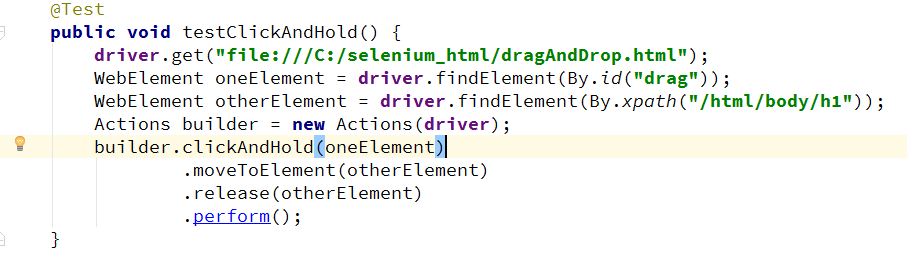 @Test
public void testClickAndHold() {
    driver.get("file:///C:/selenium_html/dragAndDrop.html");
    WebElement oneElement = driver.findElement(By.id("drag"));
    WebElement otherElement = driver.findElement(By.xpath("/html/body/h1"));
    Actions builder = new Actions(driver);
    builder.clickAndHold(oneElement)
            .moveToElement(otherElement)
            .release(otherElement)
            .perform();
}